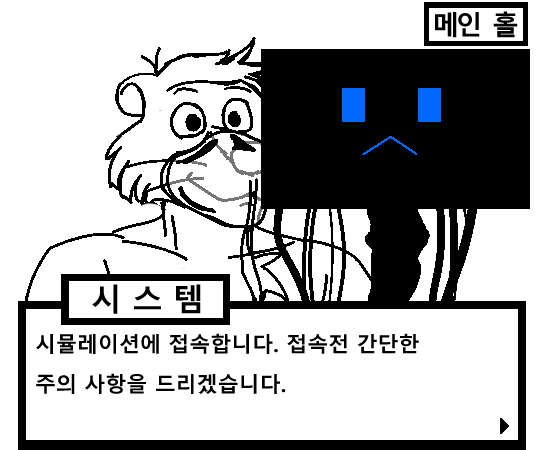 메인 홀
시스템
시뮬레이션에 접속합니다. 접속전 간단한
주의 사항을 드리겠습니다.